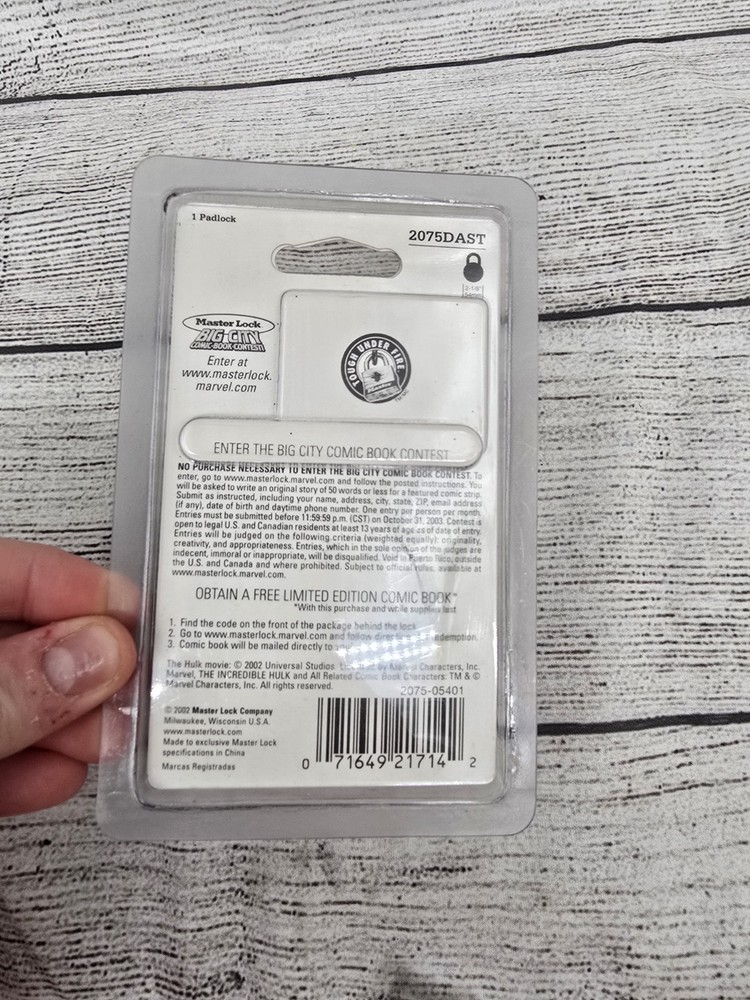 1 Padlock
2075DAST
2-1/8"
54mm
Master Lock
BIG CITY
COMIC BOOK CONTEST!
Enter at
www.masterlock.
marvel.com
TOUGH UNDER FIRE
Master
ENTER THE BIG CITY COMIC BOOK CONTEST
NO PURCHASE NECESSARY TO ENTER THE BIG CITY COMIC BOOK CONTEST. To
enter, go to www.masterlock.marvel.com and follow the posted instructions. You
will be asked to write an original story of 50 words or less for a featured comic strip.
Submit as instructed, including your name, address, city, state, ZIP, email address
(if any), date of birth and daytime phone number. One entry per person per month.
Entries must be submitted before 11:59:59 p.m. (CST) on October 31, 2003. Contest is
open to legal U.S. and Canadian residents at least 13 years of age as of date of entry.
Entries will be judged on the following criteria (weighted equally): originality,
creativity, and appropriateness. Entries, which in the sole opinion of the judges are
indecent, immoral or inappropriate, will be disqualified. Void in Puerto Rico, outside
the U.S. and Canada and where prohibited. Subject to official rules, available at
www.masterlock.marvel.com.
OBTAIN A FREE LIMITED EDITION COMIC BOOK*
*With this purchase and while supplies last
1. Find the code on the front of the package behind the lock
2. Go to www.masterlock.marvel.com and follow redemption.
3. Comic book will be mailed directly to
The Hulk movie: © 2002 Universal Studios. by Marvel Characters, Inc.
Marvel, THE INCREDIBLE HULK and All Related Comic Book Characters: TM & ©
Marvel Characters, Inc. All rights reserved.
2075-05401
© 2002 Master Lock Company
Milwaukee, Wisconsin U.S.A.
www.masterlock.com
Made to exclusive Master Lock
specifications in China
Marcas Registradas
0 71649 21714 2